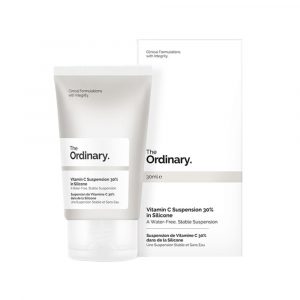 Clinical Formulations
with Integrity.
The
Ordinary.
Vitamin C Suspension 30%
in Silicone
A Water-Free, Stable Suspension
Suspension de Vitamine C 30%
dans de la Silicone
Une Suspension Stable et Sans Eau
Clinical Formulations
with Integrity.
The
Ordinary.
30ml e
Vitamin C Suspension 30%
in Silicone
A Water-Free, Stable Suspension
Suspension de Vitamine C 30%
dans de la Silicone
Une Suspension Stable et Sans Eau